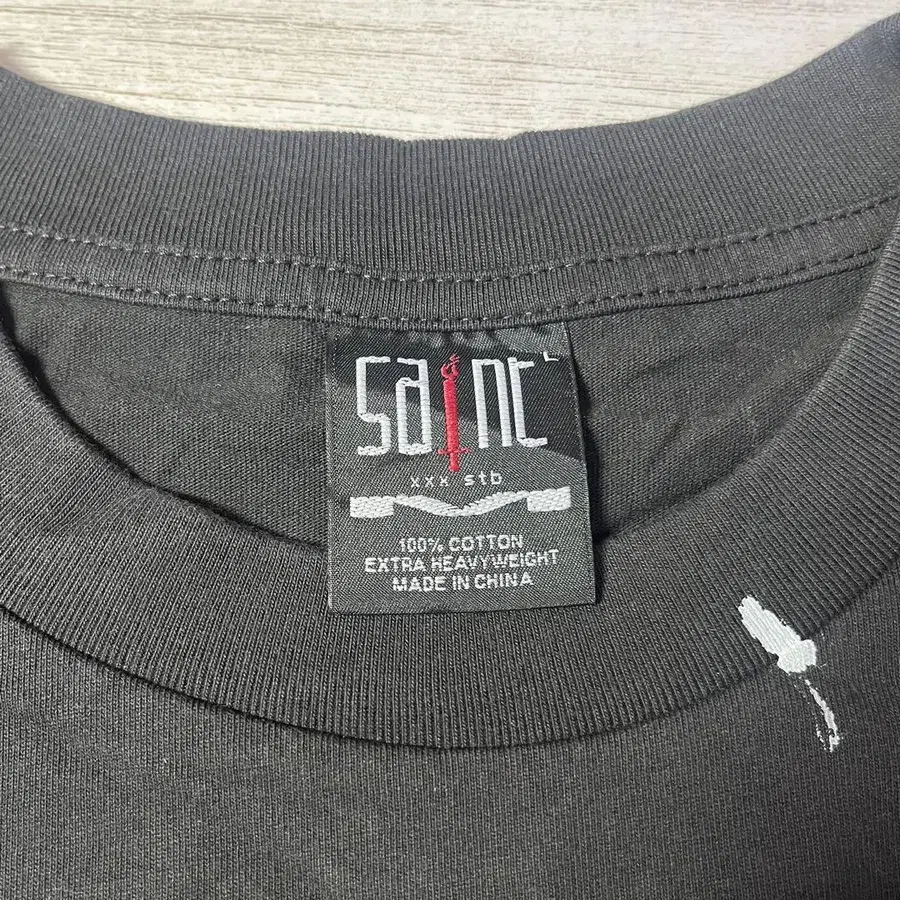 saint
xxx stb
100% COTTON
EXTRA HEAVYWEIGHT
MADE IN CHINA